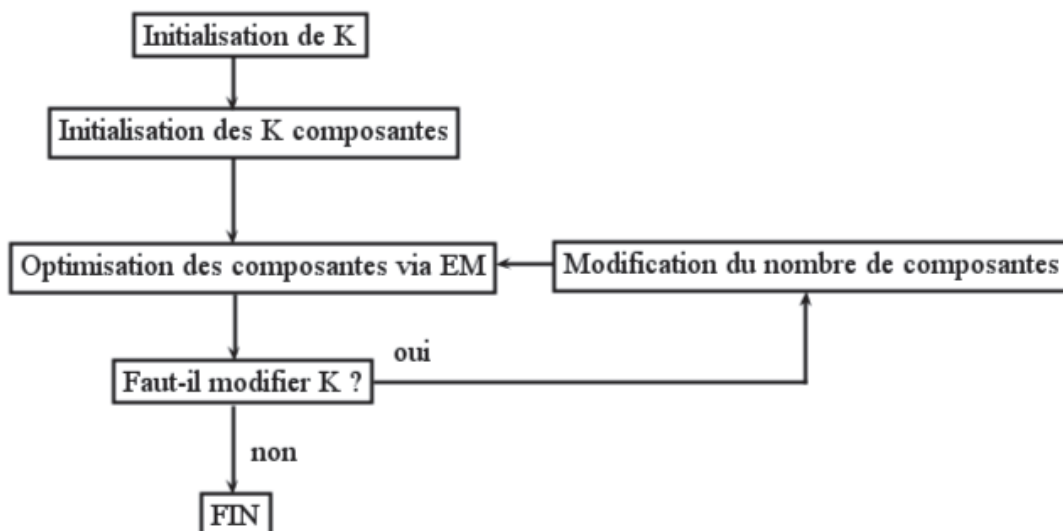 Initialisation de K
Initialisation des K composantes
Optimisation des composantes via EM
Modification du nombre de composantes
Faut-il modifier K ?
oui
non
FIN